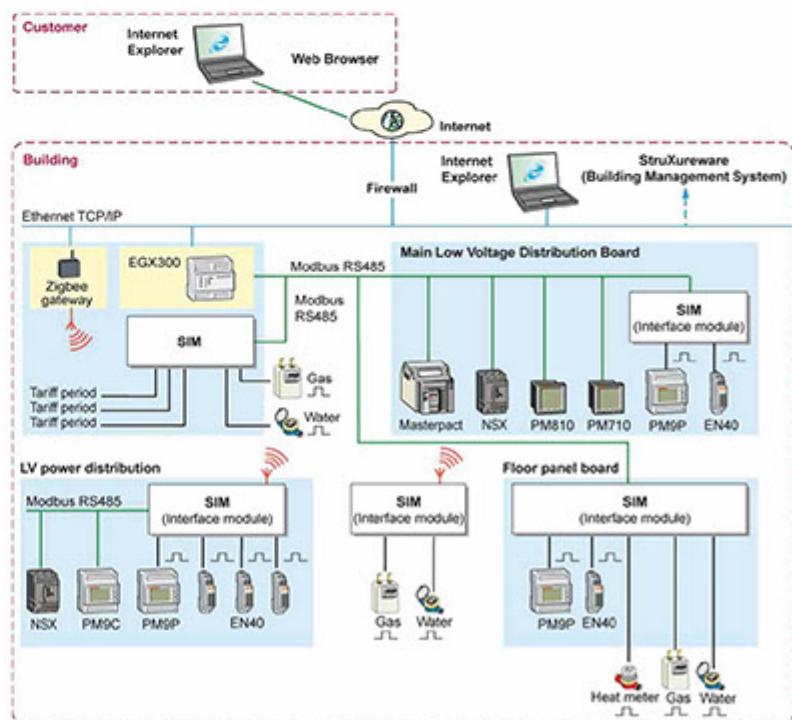 Customer
Internet
Explorer
Web Browser
Internet
Building
Firewall
Internet
Explorer
StruXureware
(Building Management System)
Ethernet TCP/IP
Zigbee
gateway
EGX300
Modbus RS485
Modbus
RS485
SIM
Tariff period
Tariff period
Tariff period
Gas
Water
Main Low Voltage Distribution Board
SIM
(Interface module)
Masterpact
NSX
PM810
PM710
PM9P
EN40
LV power distribution
Modbus RS485
SIM
(Interface module)
NSX
PM9C
PM9P
EN40
SIM
(Interface module)
Gas
Water
Floor panel board
SIM
(Interface module)
PM9P
EN40
Heat meter
Gas
Water